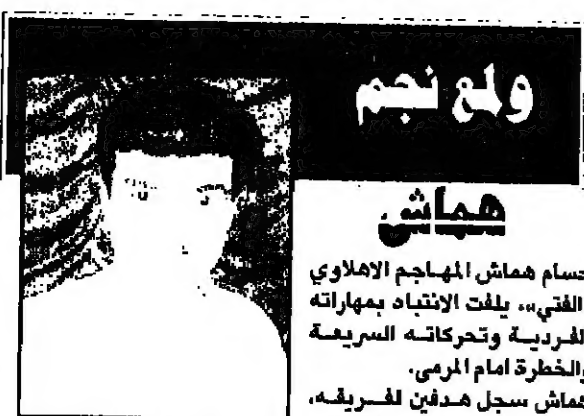 ولمع نجم
هماش
حسام هماش المهاجم الاهلاوي
الفتي،، يلفت الانتباه بمهاراته
الفردية وتحركاته السريعة
والخطرة امام المرمى.
هماش سجل هدفين لفريقه،